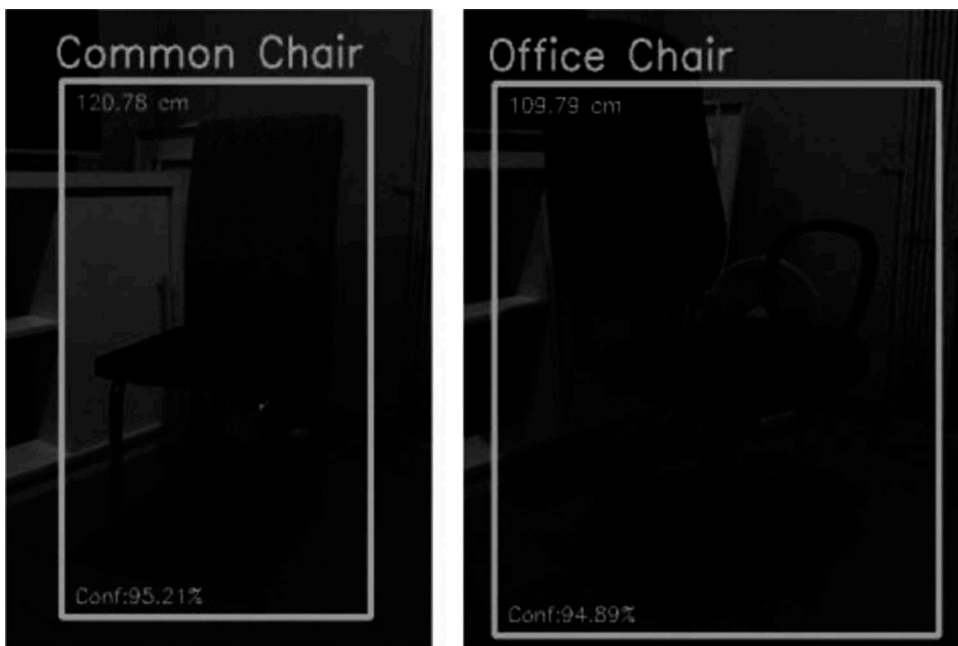 Common Chair
120.78 cm
Conf:95.21%
Office Chair
109.79 cm
Conf:94.89%